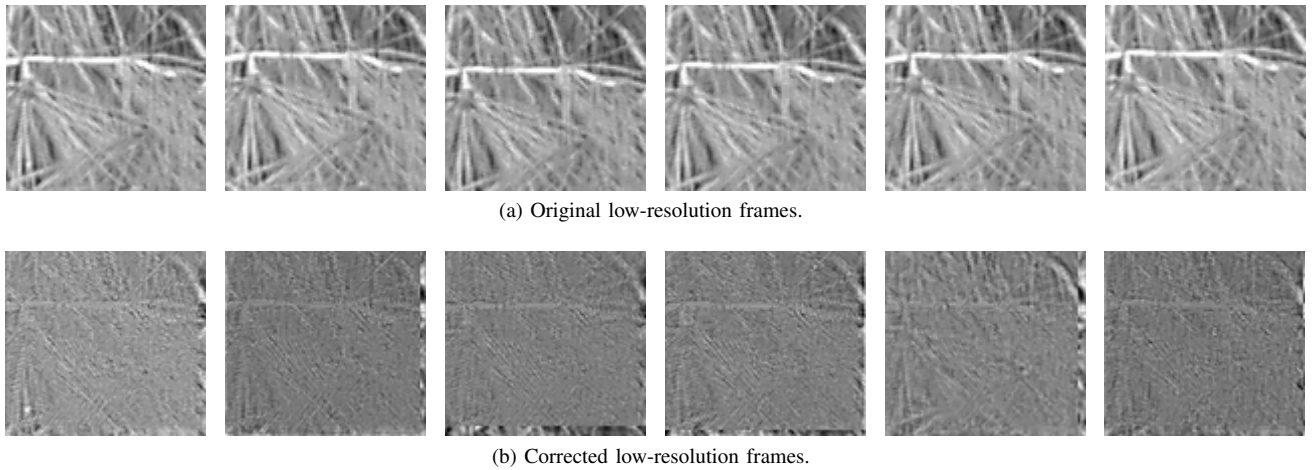 (a) Original low-resolution frames.
(b) Corrected low-resolution frames.